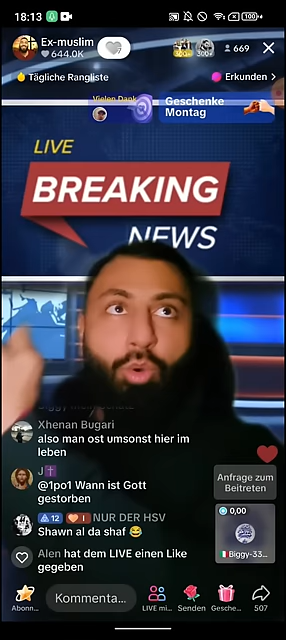 18:13
100+
Ex-muslim
644.0K
300+
300+
669
Tägliche Rangliste
Erkunden >
Vielen Dank
Geschenke
Montag
LIVE
BREAKING
NEWS
Xhenan Bugari
also man ost umsonst hier im
leben
J
@1po1 Wann ist Gott
gestorben
12
I
NUR DER HSV
Shawn al da shaf 😂
Alen hat dem LIVE einen Like
gegeben
Anfrage zum
Beitreten
0,00
Biggy-33...
Abonn...
Kommenta...
LIVE mi...
Senden
Gesche...
507